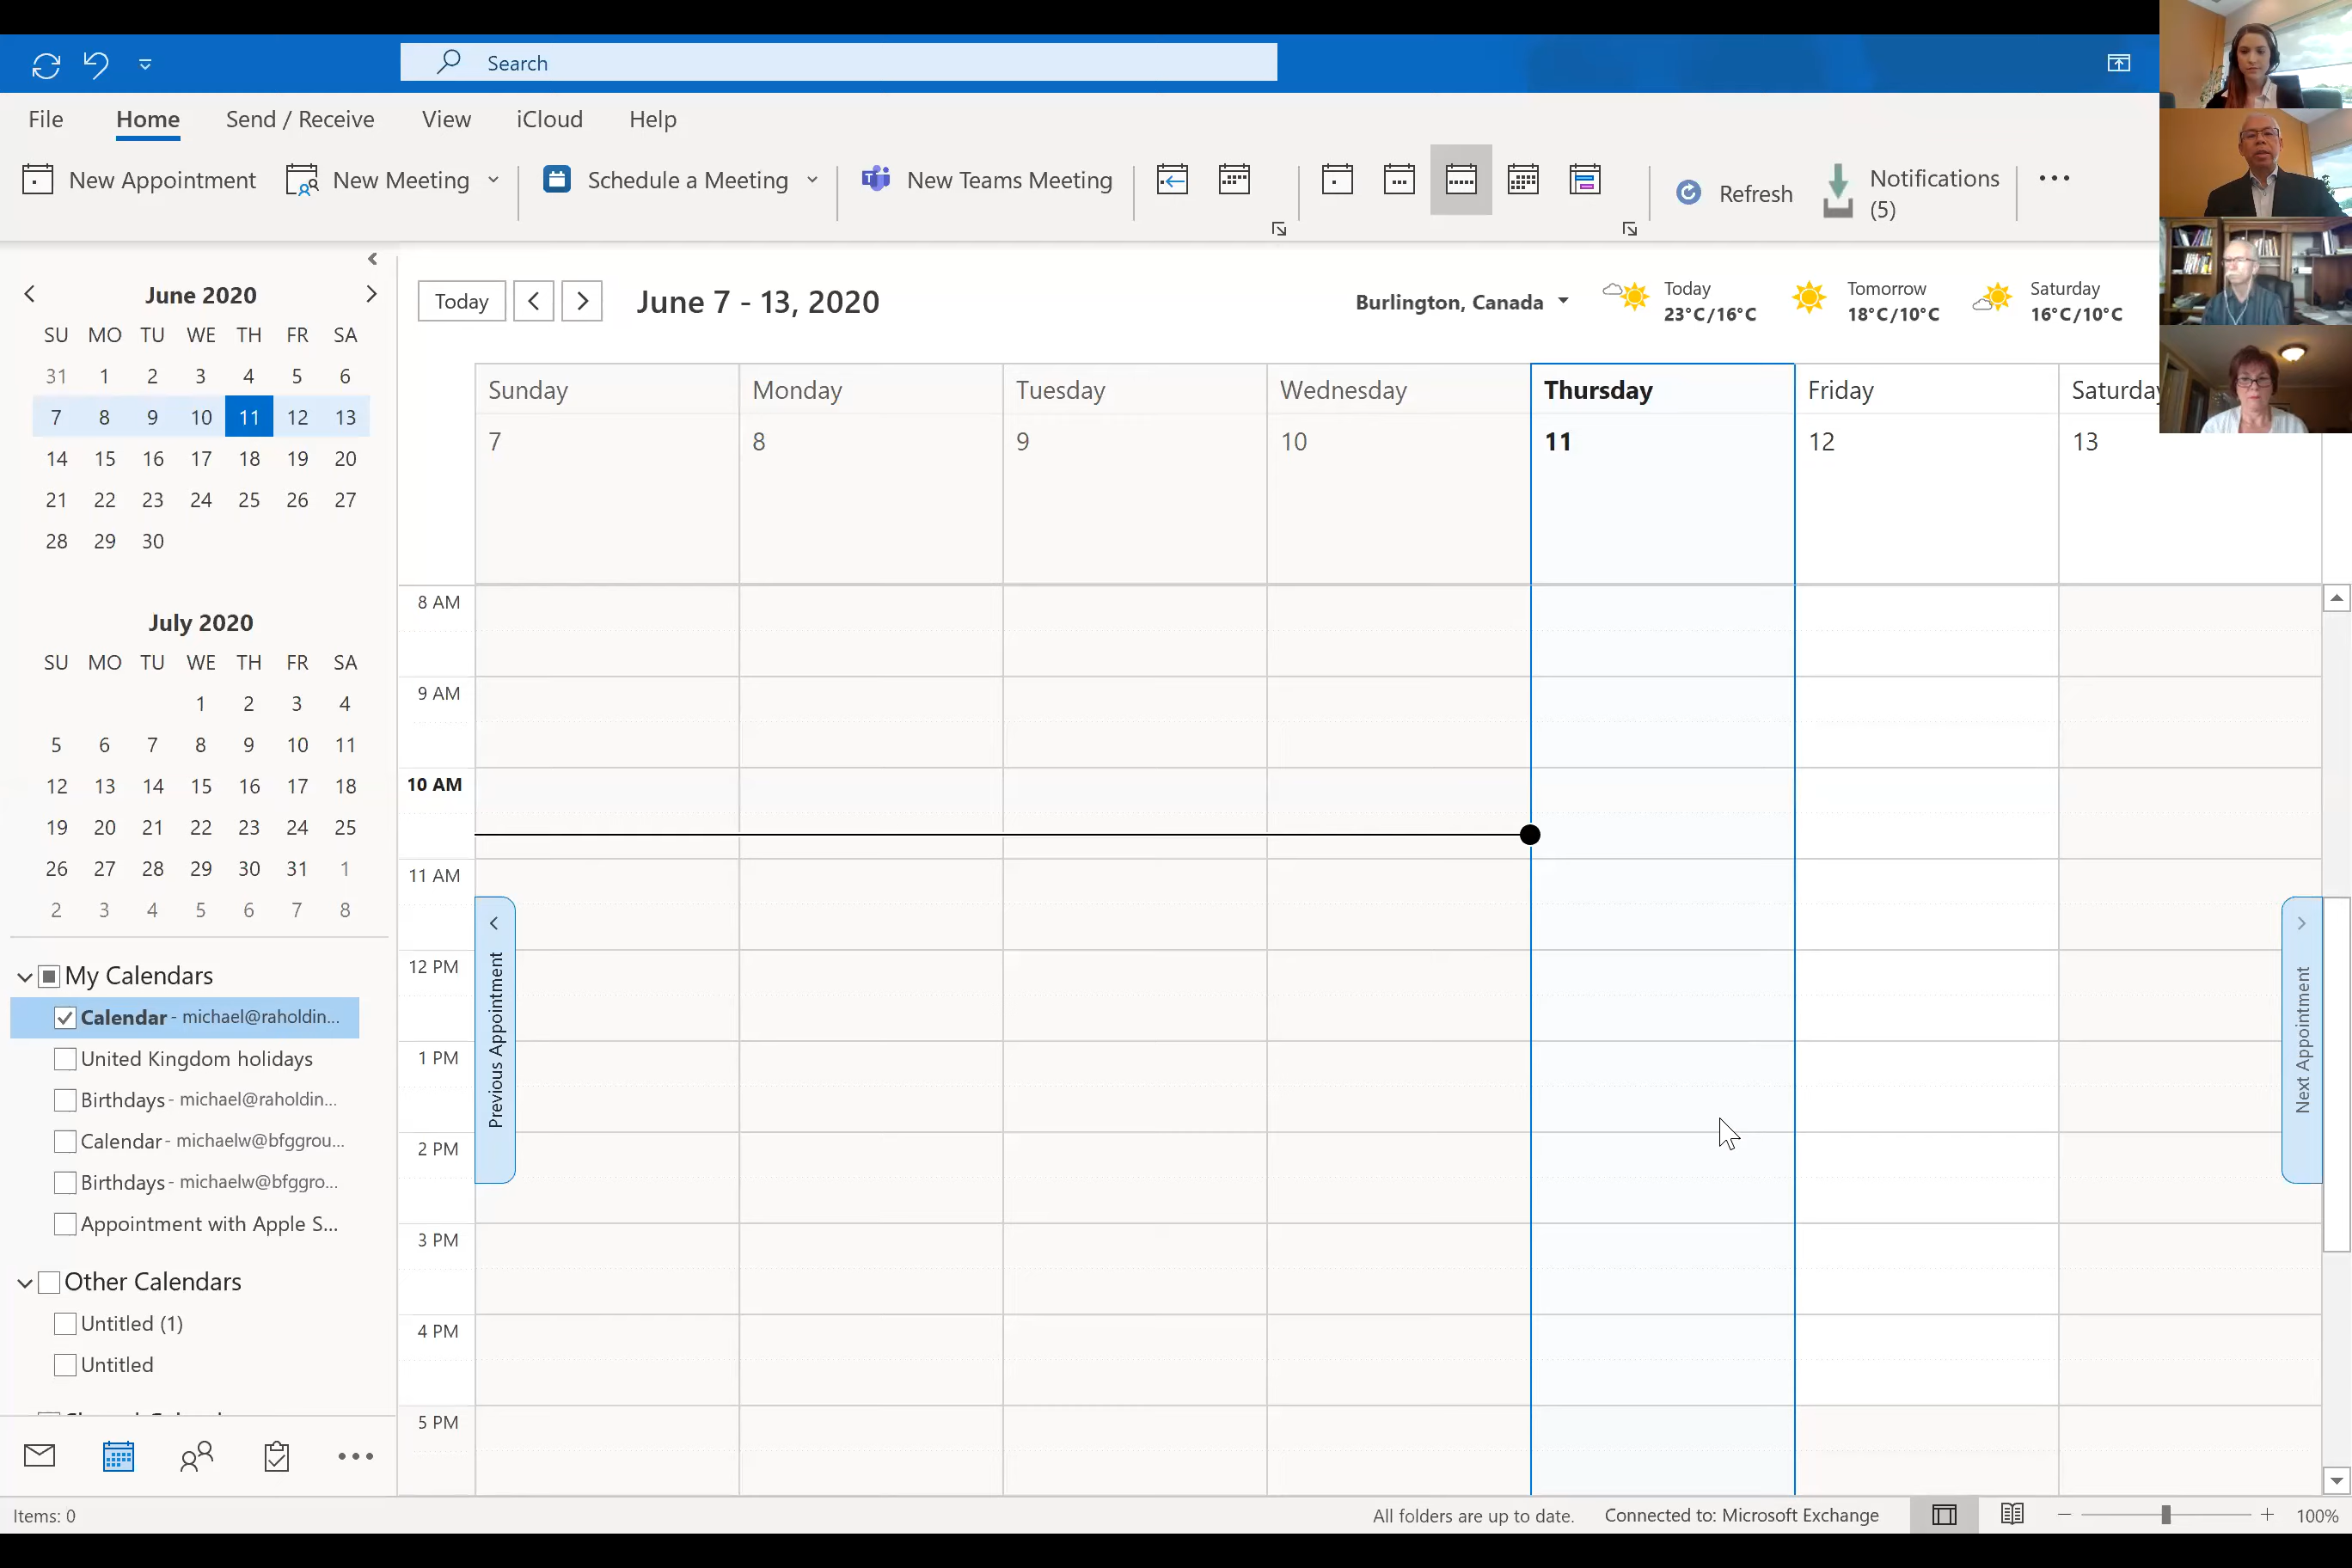 Search
File Home Send / Receive View iCloud Help
New Appointment New Meeting Schedule a Meeting New Teams Meeting Refresh Notifications (5)
June 2020
SU MO TU WE TH FR SA
31 1 2 3 4 5 6
7 8 9 10 11 12 13
14 15 16 17 18 19 20
21 22 23 24 25 26 27
28 29 30
July 2020
SU MO TU WE TH FR SA
1 2 3 4
5 6 7 8 9 10 11
12 13 14 15 16 17 18
19 20 21 22 23 24 25
26 27 28 29 30 31 1
2 3 4 5 6 7 8
My Calendars
Calendar - michael@raholdin...
United Kingdom holidays
Birthdays - michael@raholdin...
Calendar - michaelw@bfggrou...
Birthdays - michaelw@bfggro...
Appointment with Apple S...
Other Calendars
Untitled (1)
Untitled
Today June 7 - 13, 2020
Burlington, Canada
Today
23°C/16°C
Tomorrow
18°C/10°C
Saturday
16°C/10°C
Sunday Monday Tuesday Wednesday Thursday Friday Saturday
7 8 9 10 11 12 13
8 AM
9 AM
10 AM
11 AM
12 PM
1 PM
2 PM
3 PM
4 PM
5 PM
Previous Appointment
Next Appointment
Items: 0
All folders are up to date. Connected to: Microsoft Exchange 100%